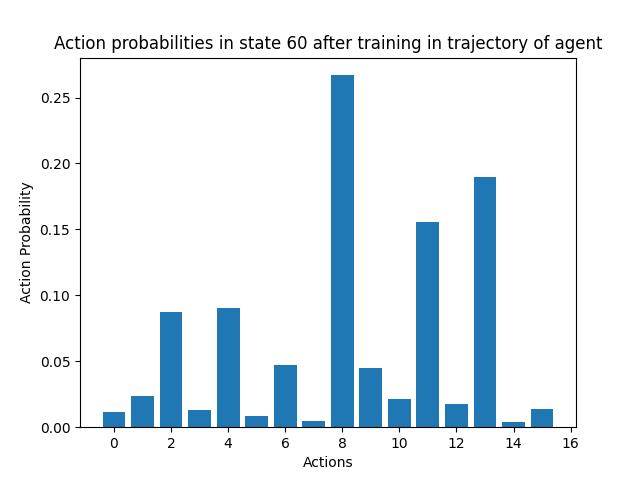 Action probabilities in state 60 after training in trajectory of agent
0.25
0.20
0.15
0.10
0.05
0.00
Action Probability
0 2 4 6 8 10 12 14 16
Actions